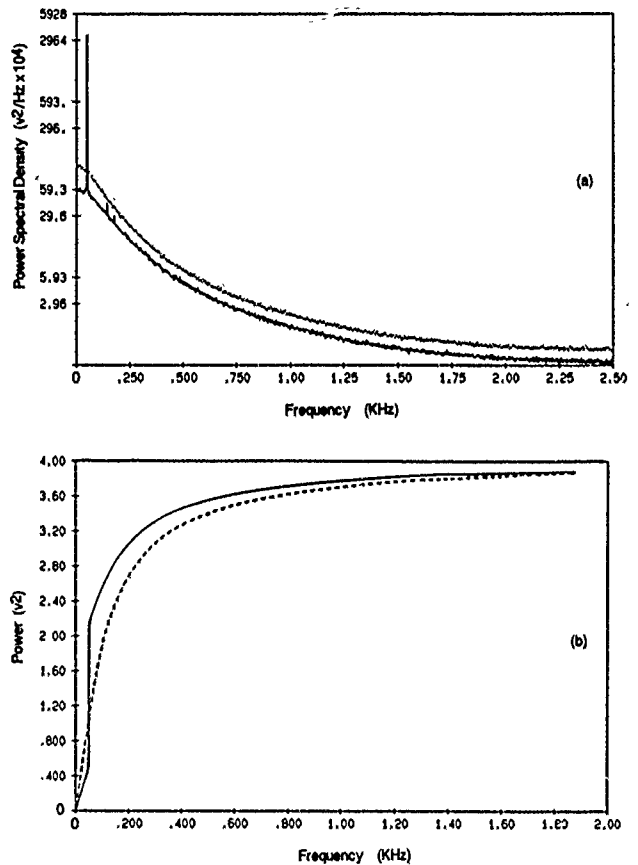 5928
2964
593.
296.
59.3
29.6
5.93
2.96
Power Spectral Density (v2/Hz x 104)
(a)
0 .250 .500 .750 1.00 1.25 1.50 1.75 2.00 2.25 2.50
Frequency (KHz)
4.00
3.60
3.20
2.80
2.40
2 00
1.60
1.20
.800
.400
0
Power (v2)
(b)
0 .200 .400 .600 .800 1.00 1.20 1.40 1.60 1.80 2.00
Frequency (KHz)